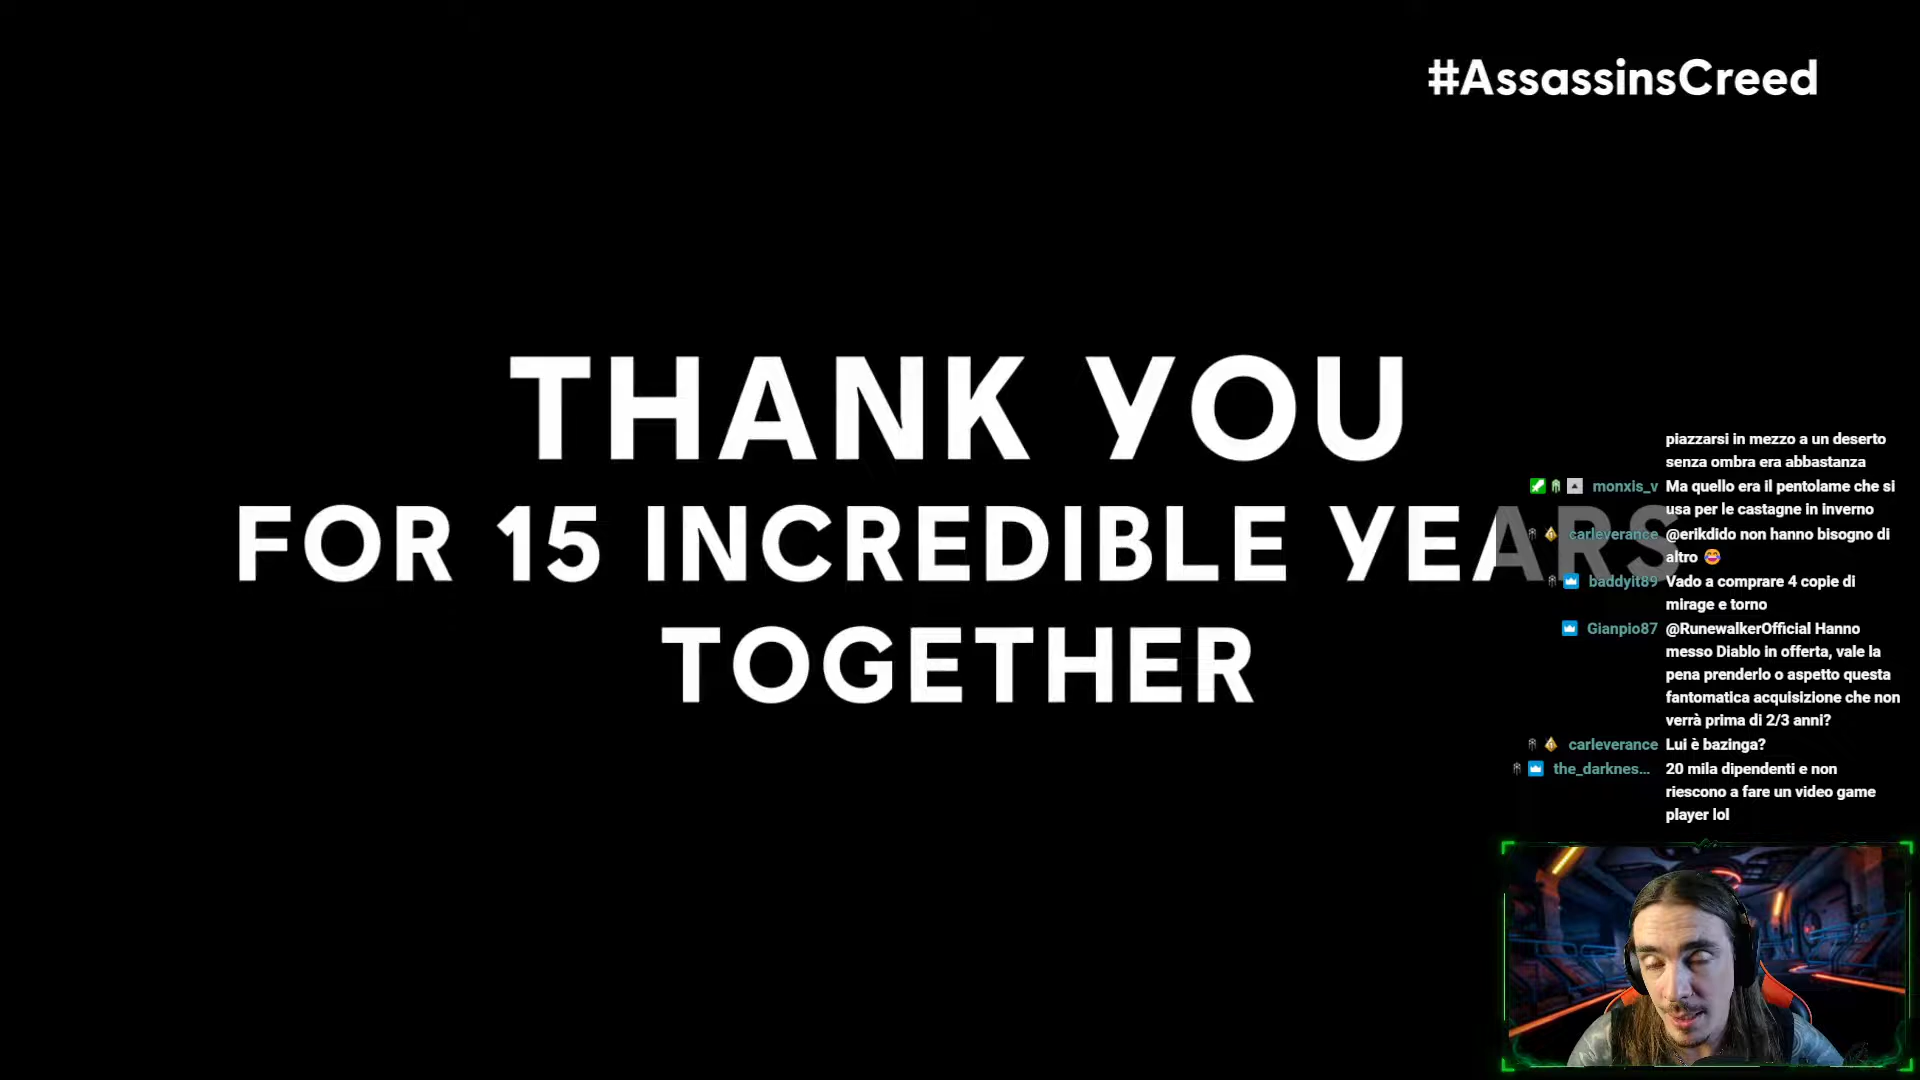 #AssassinsCreed
THANK YOU
FOR 15 INCREDIBLE YEARS
TOGETHER
piazzarsi in mezzo a un deserto
senza ombra era abbastanza
monxis_v Ma quello era il pentolame che si
usa per le castagne in inverno
carleverance @erikdido non hanno bisogno di
altro 😂
baddyit89 Vado a comprare 4 copie di
mirage e torno
Gianpio87 @RunewalkerOfficial Hanno
messo Diablo in offerta, vale la
pena prenderlo o aspetto questa
fantomatica acquisizione che non
verrà prima di 2/3 anni?
carleverance Lui è bazinga?
the_darknes... 20 mila dipendenti e non
riescono a fare un video game
player lol